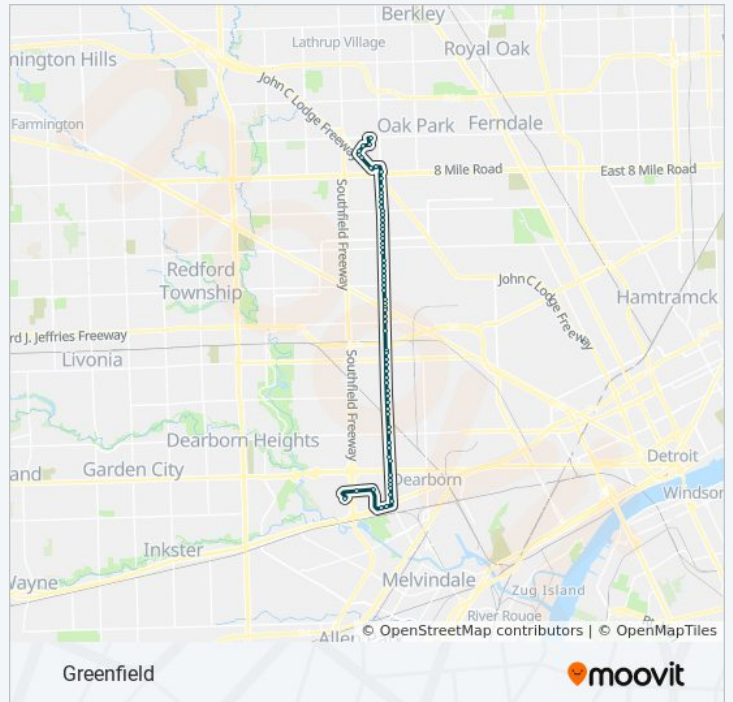 Berkley
Lathrup Village
Royal Oak
mington Hills
John C Lodge Freeway
Farmington
Oak Park
Ferndale
8 Mile Road
East 8 Mile Road
Southfield Freeway
Redford
Township
John C Lodge Freeway
Hamtramck
rd J. Jeffries Freeway
Livonia
Southfield Freeway
Dearborn Heights
Detroit
and
Garden City
Dearborn
Windsor
Inkster
Wayne
Melvindale
Zug Island
River Rouge
Allen
© OpenStreetMap contributors | © OpenMapTiles
Greenfield
moovit